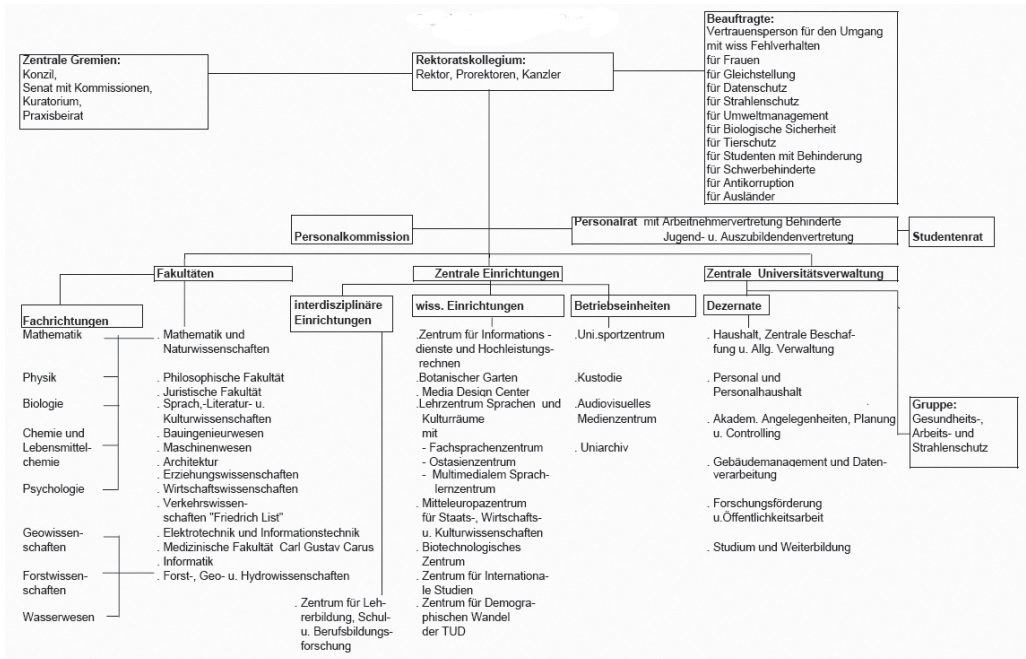 Zentrale Gremien:
Konzil,
Senat mit Kommissionen,
Kuratorium,
Praxisbeirat
Rektoratskollegium:
Rektor, Prorektoren, Kanzler
Beauftragte:
Vertrauensperson für den Umgang
mit wiss Fehlverhalten
für Frauen
für Gleichstellung
für Datenschutz
für Strahlenschutz
für Umweltmanagement
für Biologische Sicherheit
für Tierschutz
für Studenten mit Behinderung
für Schwerbehinderte
für Antikorruption
für Ausländer
Personalkommission
Personalrat mit Arbeitnehmervertretung Behinderte
Jugend- u. Auszubildendenvertretung
Studentenrat
Fakultäten
Zentrale Einrichtungen
Zentrale Universitätsverwaltung
Fachrichtungen
Mathematik
Physik
Biologie
Chemie und
Lebensmittel-
chemie
Psychologie
Geowissen-
schaften
Forstwissen-
schaften
Wasserwesen
. Mathematik und
Naturwissenschaften
. Philosophische Fakultät
. Juristische Fakultät
. Sprach,-Literatur- u.
Kulturwissenschaften
. Bauingenieurwesen
. Maschinenwesen
. Architektur
. Erziehungswissenschaften
. Wirtschaftswissenschaften
. Verkehrswissen-
schaften "Friedrich List"
. Elektrotechnik und Informationstechnik
. Medizinische Fakultät Carl Gustav Carus
. Informatik
. Forst-, Geo- u. Hydrowissenschaften
interdisziplinäre
Einrichtungen
. Zentrum für Leh-
rerbildung, Schul-
u. Berufsbildungs-
forschung
wiss. Einrichtungen
.Zentrum für Informations -
dienste und Hochleistungs-
rechnen
.Botanischer Garten
. Media Design Center
.Lehrzentrum Sprachen und
Kulturräume
mit
- Fachsprachenzentrum
- Ostasienzentrum
- Multimedialem Sprach-
lernzentrum
. Mitteleuropazentrum
für Staats-, Wirtschafts-
u. Kulturwissenschaften
. Biotechnologisches
Zentrum
. Zentrum für Internationa-
le Studien
. Zentrum für Demogra-
phischen Wandel
der TUD
Betriebseinheiten
.Uni.sportzentrum
.Kustodie
.Audiovisuelles
Medienzentrum
. Uniarchiv
Dezernate
. Haushalt, Zentrale Beschaf-
fung u. Allg. Verwaltung
. Personal und
Personalhaushalt
. Akadem. Angelegenheiten, Planung
u. Controlling
. Gebäudemanagement und Daten-
verarbeitung
. Forschungsförderung
u.Öffentlichkeitsarbeit
. Studium und Weiterbildung
Gruppe:
Gesundheits-,
Arbeits- und
Strahlenschutz